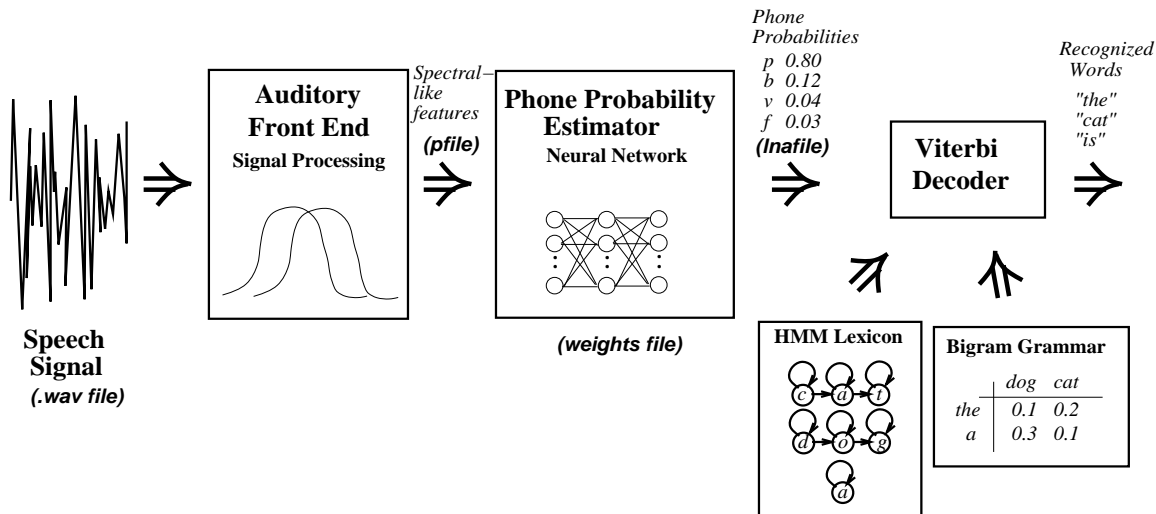 Speech
Signal
(.wav file)
Auditory
Front End
Signal Processing
Spectral-
like
features
(pfile)
Phone Probability
Estimator
Neural Network
(weights file)
Phone
Probabilities
p 0.80
b 0.12
v 0.04
f 0.03
(lnafile)
Viterbi
Decoder
Recognized
Words
"the"
"cat"
"is"
HMM Lexicon
c a t
d o g
a
Bigram Grammar
dog cat
the 0.1 0.2
a 0.3 0.1